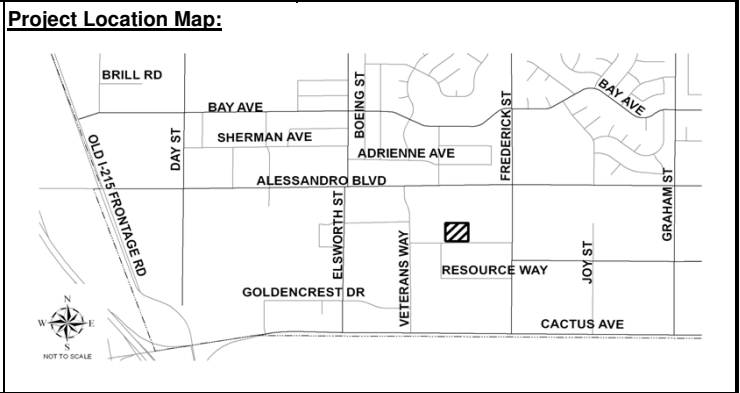 Project Location Map:
BRILL RD
BAY AVE
BOEING ST
BAY AVE
FREDERICK ST
DAY ST
SHERMAN AVE
ADRIENNE AVE
OLD I-215 FRONTAGE RD
ALESSANDRO BLVD
GRAHAM ST
ELSWORTH ST
VETERANS WAY
JOY ST
RESOURCE WAY
GOLDENCREST DR
CACTUS AVE
N
W E
S
NOT TO SCALE